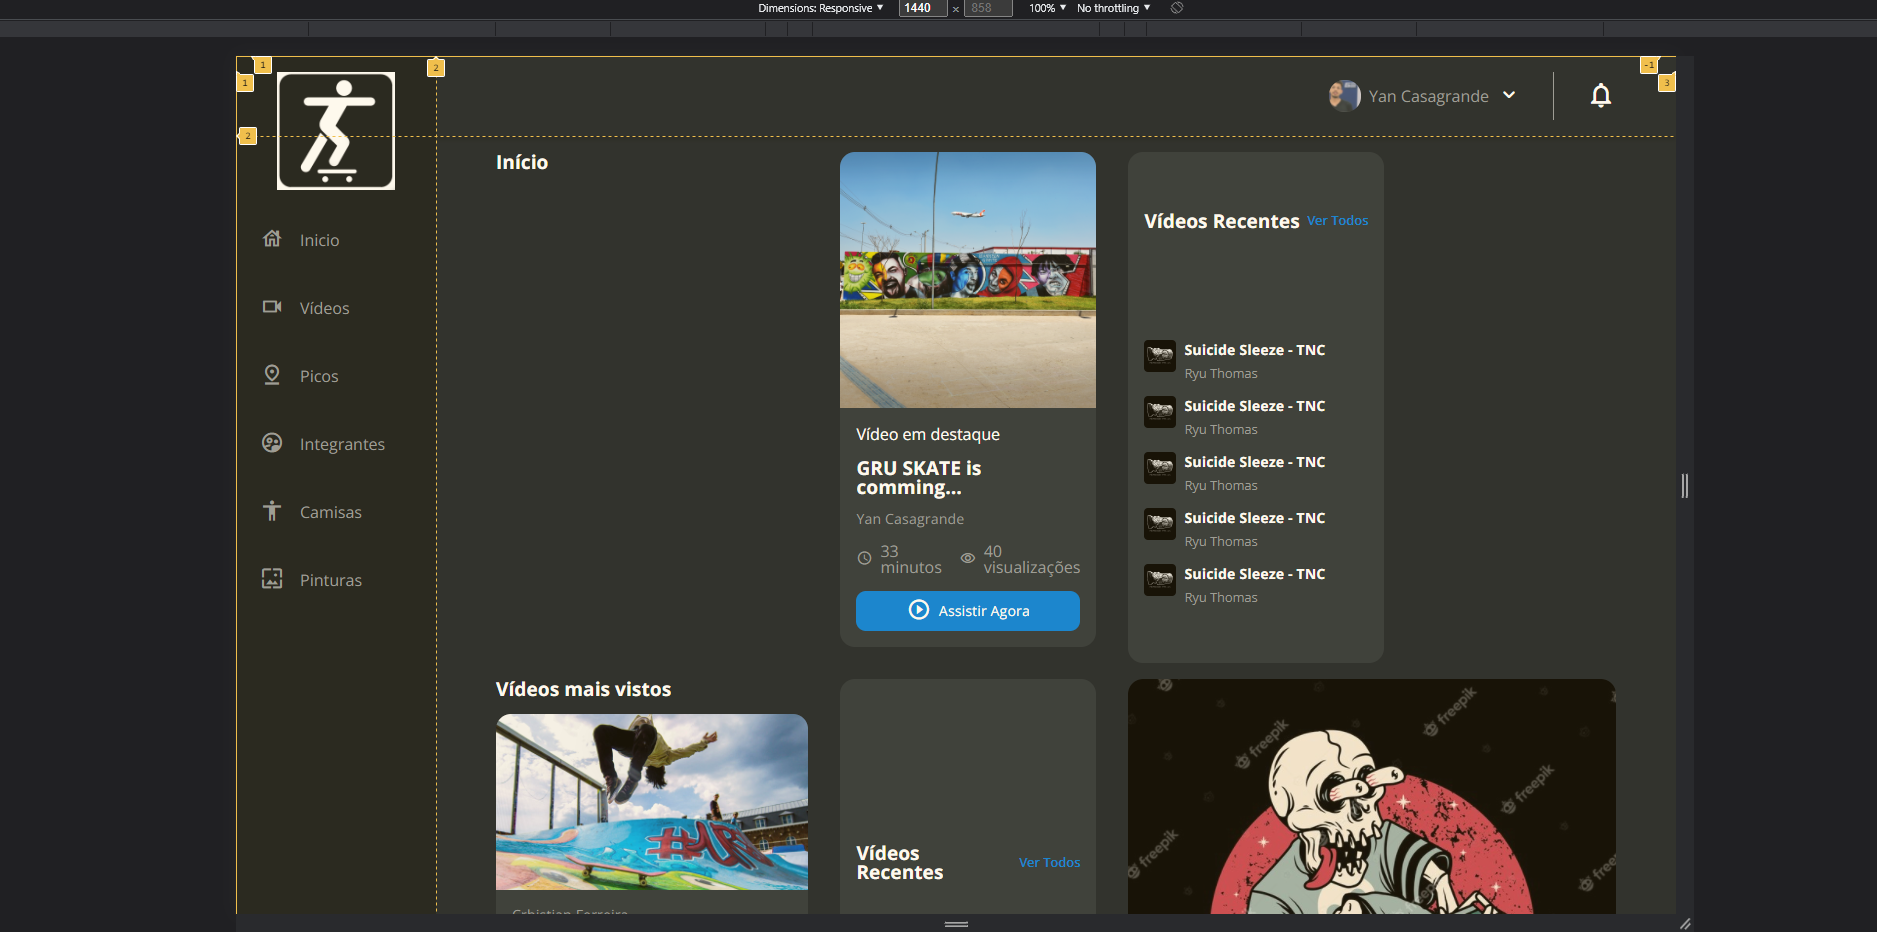 Dimensions: Responsive 1440 × 858 100% No throttling
1
1
2
-1
3
2
Yan Casagrande
Início
Vídeos Recentes Ver Todos
Inicio
Vídeos
Picos
Integrantes
Camisas
Pinturas
Vídeo em destaque
GRU SKATE is
comming...
Yan Casagrande
33
minutos
40
visualizações
Assistir Agora
Suicide Sleeze - TNC
Ryu Thomas
Suicide Sleeze - TNC
Ryu Thomas
Suicide Sleeze - TNC
Ryu Thomas
Suicide Sleeze - TNC
Ryu Thomas
Suicide Sleeze - TNC
Ryu Thomas
Vídeos mais vistos
Vídeos
Recentes
Ver Todos
freepik
freepik
freepik
freepik